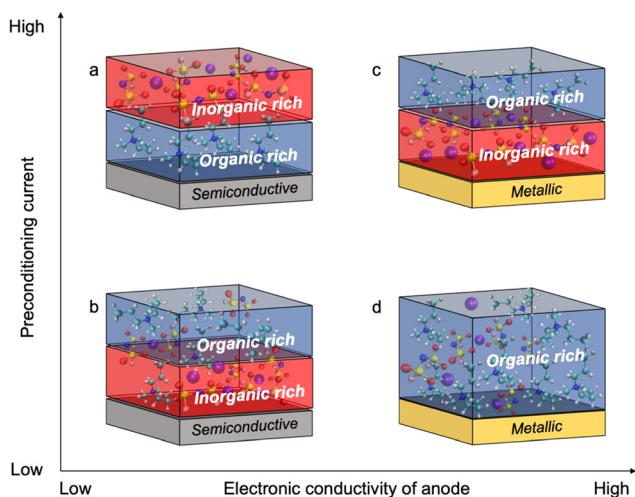 High
a
Inorganic rich
Organic rich
Semiconductive
c
Organic rich
Inorganic rich
Metallic
Preconditioning current
b
Organic rich
Inorganic rich
Semiconductive
d
Organic rich
Metallic
Low
Low
Electronic conductivity of anode
High